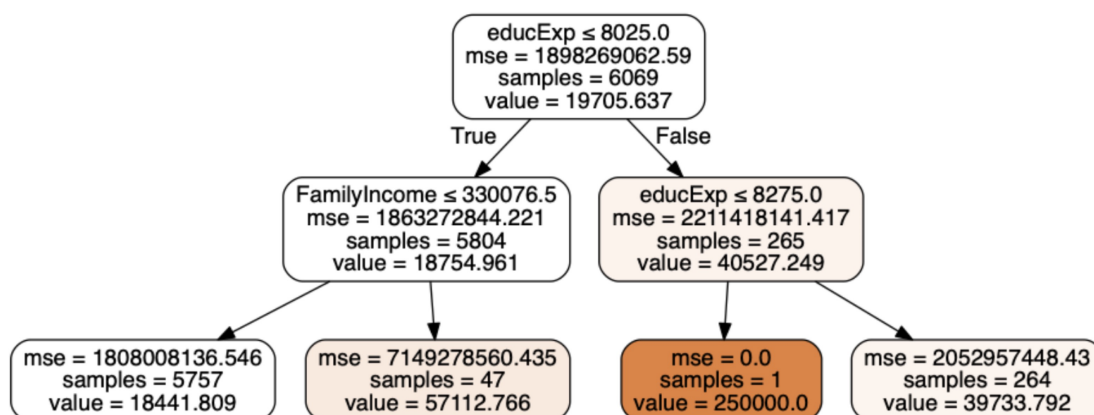 educExp ≤ 8025.0
mse = 1898269062.59
samples = 6069
value = 19705.637
True
False
FamilyIncome ≤ 330076.5
mse = 1863272844.221
samples = 5804
value = 18754.961
educExp ≤ 8275.0
mse = 2211418141.417
samples = 265
value = 40527.249
mse = 1808008136.546
samples = 5757
value = 18441.809
mse = 7149278560.435
samples = 47
value = 57112.766
mse = 0.0
samples = 1
value = 250000.0
mse = 2052957448.43
samples = 264
value = 39733.792